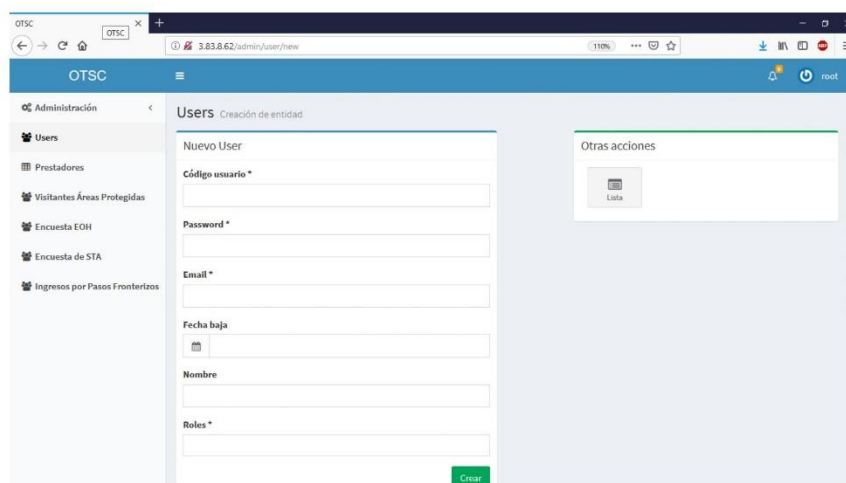 OTSC
OTSC
3.83.8.62/admin/user/new
110%
ABP
OTSC
root
Administración
Users
Prestadores
Visitantes Áreas Protegidas
Encuesta EOH
Encuesta de STA
Ingresos por Pasos Fronterizos
Users Creación de entidad
Nuevo User
Código usuario *
Password *
Email *
Fecha baja
Nombre
Roles *
Crear
Otras acciones
Lista